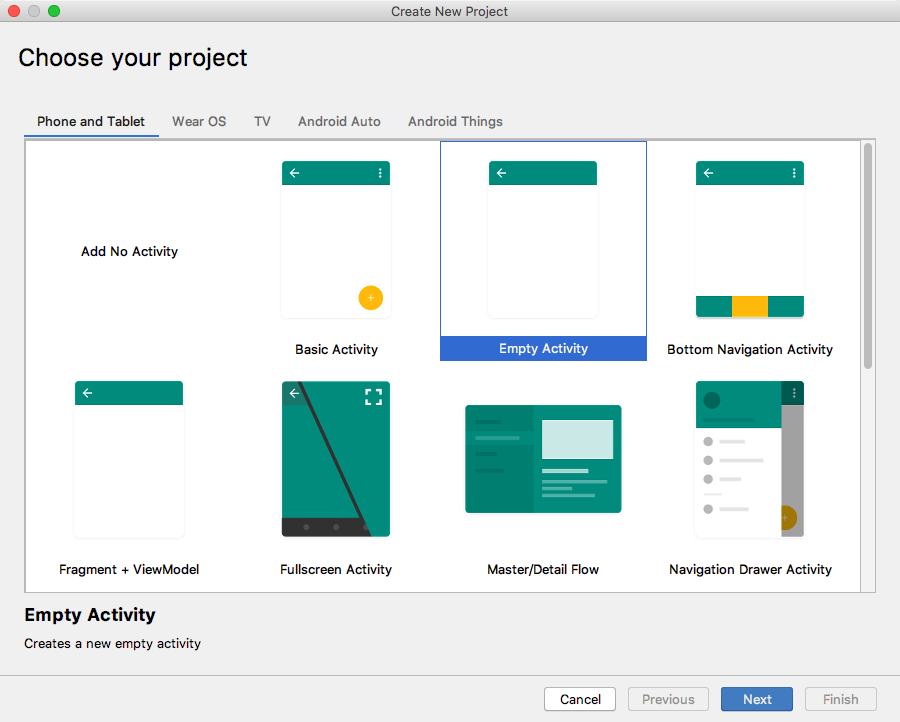 Create New Project
Choose your project
Phone and Tablet
Wear OS
TV
Android Auto
Android Things
Add No Activity
Basic Activity
Empty Activity
Bottom Navigation Activity
Fragment + ViewModel
Fullscreen Activity
Master/Detail Flow
Navigation Drawer Activity
Empty Activity
Creates a new empty activity
Cancel
Previous
Next
Finish